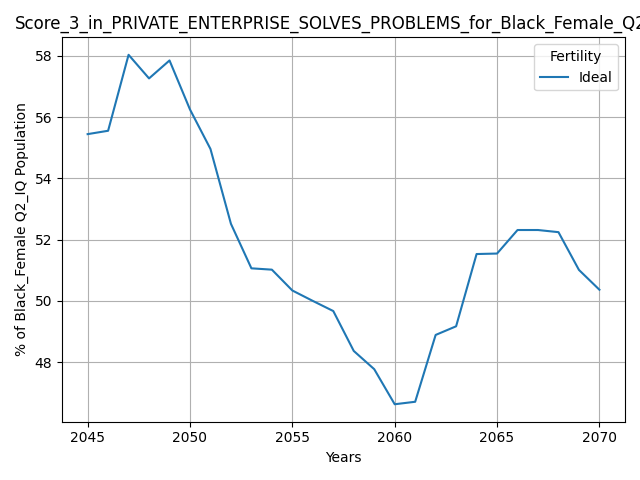 Score_3_in_PRIVATE_ENTERPRISE_SOLVES_PROBLEMS_for_Black_Female_Q2
Fertility
Ideal
% of Black_Female Q2_IQ Population
58
56
54
52
50
48
2045 2050 2055 2060 2065 2070
Years